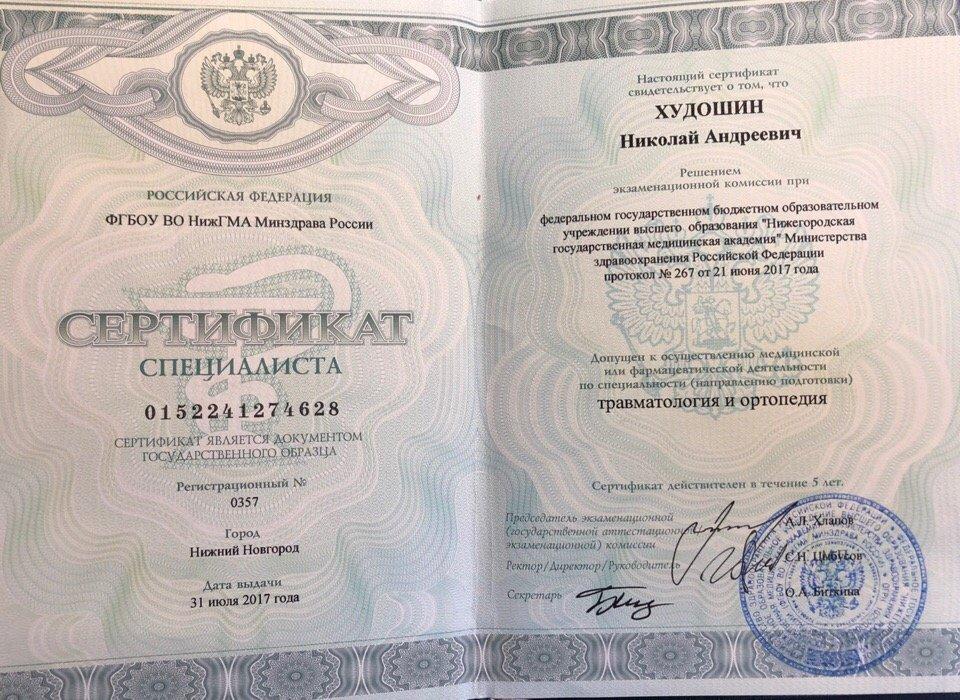 РОССИЙСКАЯ ФЕДЕРАЦИЯ
ФГБОУ ВО НижГМА Минздрава России
СЕРТИФИКАТ
СПЕЦИАЛИСТА
0152241274628
СЕРТИФИКАТ ЯВЛЯЕТСЯ ДОКУМЕНТОМ
ГОСУДАРСТВЕННОГО ОБРАЗЦА
Регистрационный №
0357
Город
Нижний Новгород
Дата выдачи
31 июля 2017 года
Настоящий сертификат
свидетельствует о том, что
ХУДОШИН
Николай Андреевич
Решением
экзаменационной комиссии при
федеральном государственном бюджетном образовательном
учреждении высшего образования "Нижегородская
государственная медицинская академия" Министерства
здравоохранения Российской Федерации
протокол № 267 от 21 июня 2017 года
Допущен к осуществлению медицинской
или фармацевтической деятельности
по специальности (направлению подготовки)
травматология и ортопедия
Сертификат действителен в течение 5 лет.
Председатель экзаменационной
(государственной аттестационно
экзаменационной) комиссии
А.Л. Хлапов
Ректор/Директор/Руководитель
С.Н. Цыбусов
Секретарь
О.А. Биткина